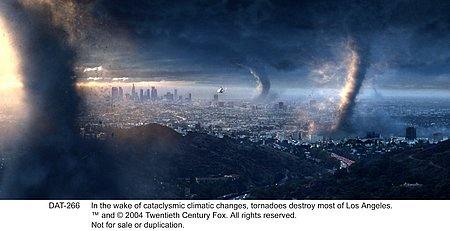 DAT-266 In the wake of cataclysmic climatic changes, tornadoes destroy most of Los Angeles.
™ and © 2004 Twentieth Century Fox. All rights reserved.
Not for sale or duplication.